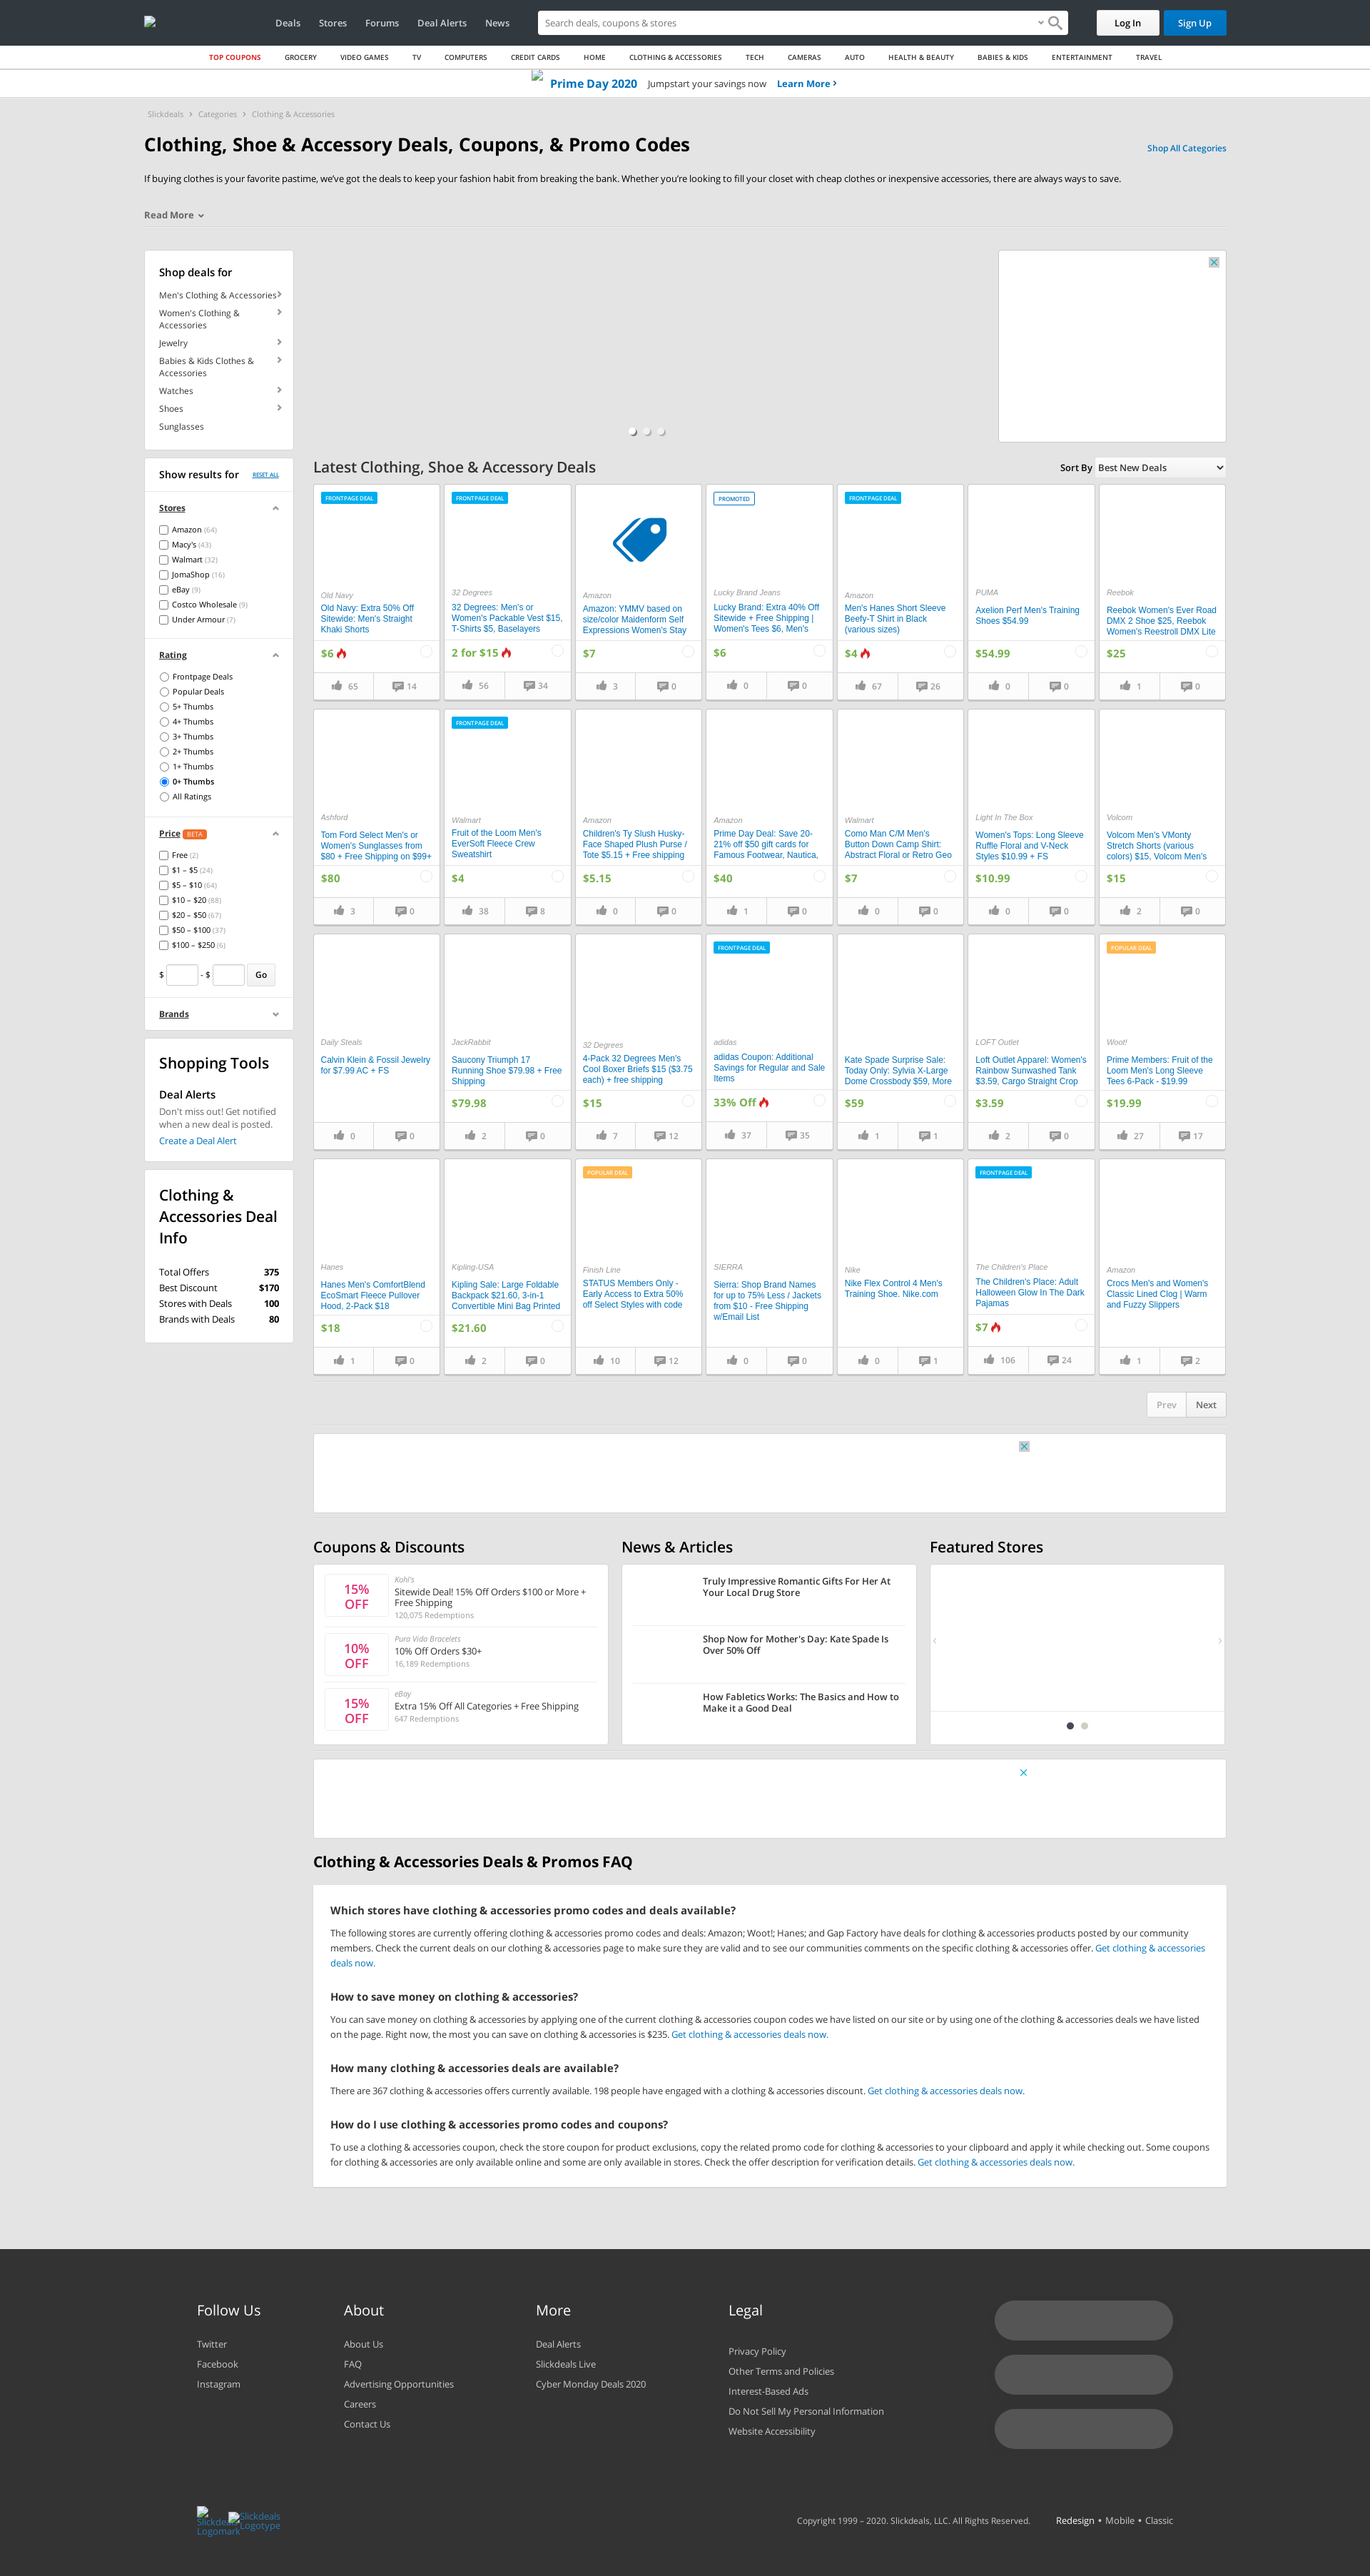 Deals
Stores
Forums
Deal Alerts
News
Search deals, coupons & stores
Log In
Sign Up
TOP COUPONS
GROCERY
VIDEO GAMES
TV
COMPUTERS
CREDIT CARDS
HOME
CLOTHING & ACCESSORIES
TECH
CAMERAS
AUTO
HEALTH & BEAUTY
BABIES & KIDS
ENTERTAINMENT
TRAVEL
Prime Day 2020
Jumpstart your savings now
Learn More
Slickdeals
Categories
Clothing & Accessories
Clothing, Shoe & Accessory Deals, Coupons, & Promo Codes
Shop All Categories
If buying clothes is your favorite pastime, we've got the deals to keep your fashion habit from breaking the bank. Whether you're looking to fill your closet with cheap clothes or inexpensive accessories, there are always ways to save.
Read More
Shop deals for
Men's Clothing & Accessories
Women's Clothing &
Accessories
Jewelry
Babies & Kids Clothes &
Accessories
Watches
Shoes
Sunglasses
Show results for
RESET ALL
Stores
Amazon (64)
Macy's (43)
Walmart (32)
JomaShop (16)
eBay (9)
Costco Wholesale (9)
Under Armour (7)
Rating
Frontpage Deals
Popular Deals
5+ Thumbs
4+ Thumbs
3+ Thumbs
2+ Thumbs
1+ Thumbs
0+ Thumbs
All Ratings
Price BETA
Free (2)
$1 – $5 (24)
$5 – $10 (64)
$10 – $20 (88)
$20 – $50 (67)
$50 – $100 (37)
$100 – $250 (6)
$ - $ Go
Brands
Shopping Tools
Deal Alerts
Don't miss out! Get notified
when a new deal is posted.
Create a Deal Alert
Clothing &
Accessories Deal
Info
Total Offers 375
Best Discount $170
Stores with Deals 100
Brands with Deals 80
Latest Clothing, Shoe & Accessory Deals
Sort By Best New Deals
FRONTPAGE DEAL
Old Navy
Old Navy: Extra 50% Off
Sitewide: Men's Straight
Khaki Shorts
$6
65 14
FRONTPAGE DEAL
32 Degrees
32 Degrees: Men's or
Women's Packable Vest $15,
T-Shirts $5, Baselayers
2 for $15
56 34
Amazon
Amazon: YMMV based on
size/color Maidenform Self
Expressions Women's Stay
$7
3 0
PROMOTED
Lucky Brand Jeans
Lucky Brand: Extra 40% Off
Sitewide + Free Shipping |
Women's Tees $6, Men's
$6
0 0
FRONTPAGE DEAL
Amazon
Men's Hanes Short Sleeve
Beefy-T Shirt in Black
(various sizes)
$4
67 26
PUMA
Axelion Perf Men's Training
Shoes $54.99
$54.99
0 0
Reebok
Reebok Women's Ever Road
DMX 2 Shoe $25, Reebok
Women's Reestroll DMX Lite
$25
1 0
Ashford
Tom Ford Select Men's or
Women's Sunglasses from
$80 + Free Shipping on $99+
$80
3 0
FRONTPAGE DEAL
Walmart
Fruit of the Loom Men's
EverSoft Fleece Crew
Sweatshirt
$4
38 8
Amazon
Children's Ty Slush Husky-
Face Shaped Plush Purse /
Tote $5.15 + Free shipping
$5.15
0 0
Amazon
Prime Day Deal: Save 20-
21% off $50 gift cards for
Famous Footwear, Nautica,
$40
1 0
Walmart
Como Man C/M Men's
Button Down Camp Shirt:
Abstract Floral or Retro Geo
$7
0 0
Light In The Box
Women's Tops: Long Sleeve
Ruffle Floral and V-Neck
Styles $10.99 + FS
$10.99
0 0
Volcom
Volcom Men's VMonty
Stretch Shorts (various
colors) $15, Volcom Men's
$15
2 0
Daily Steals
Calvin Klein & Fossil Jewelry
for $7.99 AC + FS
0 0
JackRabbit
Saucony Triumph 17
Running Shoe $79.98 + Free
Shipping
$79.98
2 0
32 Degrees
4-Pack 32 Degrees Men's
Cool Boxer Briefs $15 ($3.75
each) + free shipping
$15
7 12
FRONTPAGE DEAL
adidas
adidas Coupon: Additional
Savings for Regular and Sale
Items
33% Off
37 35
Kate Spade Surprise Sale:
Today Only: Sylvia X-Large
Dome Crossbody $59, More
$59
1 1
LOFT Outlet
Loft Outlet Apparel: Women's
Rainbow Sunwashed Tank
$3.59, Cargo Straight Crop
$3.59
2 0
POPULAR DEAL
Woot!
Prime Members: Fruit of the
Loom Men's Long Sleeve
Tees 6-Pack - $19.99
$19.99
27 17
Hanes
Hanes Men's ComfortBlend
EcoSmart Fleece Pullover
Hood, 2-Pack $18
$18
1 0
Kipling-USA
Kipling Sale: Large Foldable
Backpack $21.60, 3-in-1
Convertible Mini Bag Printed
$21.60
2 0
POPULAR DEAL
Finish Line
STATUS Members Only -
Early Access to Extra 50%
off Select Styles with code
10 12
SIERRA
Sierra: Shop Brand Names
for up to 75% Less / Jackets
from $10 - Free Shipping
w/Email List
0 0
Nike
Nike Flex Control 4 Men's
Training Shoe. Nike.com
0 1
FRONTPAGE DEAL
The Children's Place
The Children's Place: Adult
Halloween Glow In The Dark
Pajamas
$7
106 24
Amazon
Crocs Men's and Women's
Classic Lined Clog | Warm
and Fuzzy Slippers
1 2
Prev
Next
Coupons & Discounts
15%
OFF
Kohl's
Sitewide Deal! 15% Off Orders $100 or More +
Free Shipping
120,075 Redemptions
10%
OFF
Pura Vida Bracelets
10% Off Orders $30+
16,189 Redemptions
15%
OFF
eBay
Extra 15% Off All Categories + Free Shipping
647 Redemptions
News & Articles
Truly Impressive Romantic Gifts For Her At
Your Local Drug Store
Shop Now for Mother's Day: Kate Spade Is
Over 50% Off
How Fabletics Works: The Basics and How to
Make it a Good Deal
Featured Stores
Clothing & Accessories Deals & Promos FAQ
Which stores have clothing & accessories promo codes and deals available?
The following stores are currently offering clothing & accessories promo codes and deals: Amazon; Woot!; Hanes; and Gap Factory have deals for clothing & accessories products posted by our community
members. Check the current deals on our clothing & accessories page to make sure they are valid and to see our communities comments on the specific clothing & accessories offer. Get clothing & accessories
deals now.
How to save money on clothing & accessories?
You can save money on clothing & accessories by applying one of the current clothing & accessories coupon codes we have listed on our site or by using one of the clothing & accessories deals we have listed
on the page. Right now, the most you can save on clothing & accessories is $235. Get clothing & accessories deals now.
How many clothing & accessories deals are available?
There are 367 clothing & accessories offers currently available. 198 people have engaged with a clothing & accessories discount. Get clothing & accessories deals now.
How do I use clothing & accessories promo codes and coupons?
To use a clothing & accessories coupon, check the store coupon for product exclusions, copy the related promo code for clothing & accessories to your clipboard and apply it while checking out. Some coupons
for clothing & accessories are only available online and some are only available in stores. Check the offer description for verification details. Get clothing & accessories deals now.
Follow Us
Twitter
Facebook
Instagram
About
About Us
FAQ
Advertising Opportunities
Careers
Contact Us
More
Deal Alerts
Slickdeals Live
Cyber Monday Deals 2020
Legal
Privacy Policy
Other Terms and Policies
Interest-Based Ads
Do Not Sell My Personal Information
Website Accessibility
Slickdeals
Logomark
Slickdeals
Logotype
Copyright 1999 – 2020. Slickdeals, LLC. All Rights Reserved.
Redesign • Mobile • Classic